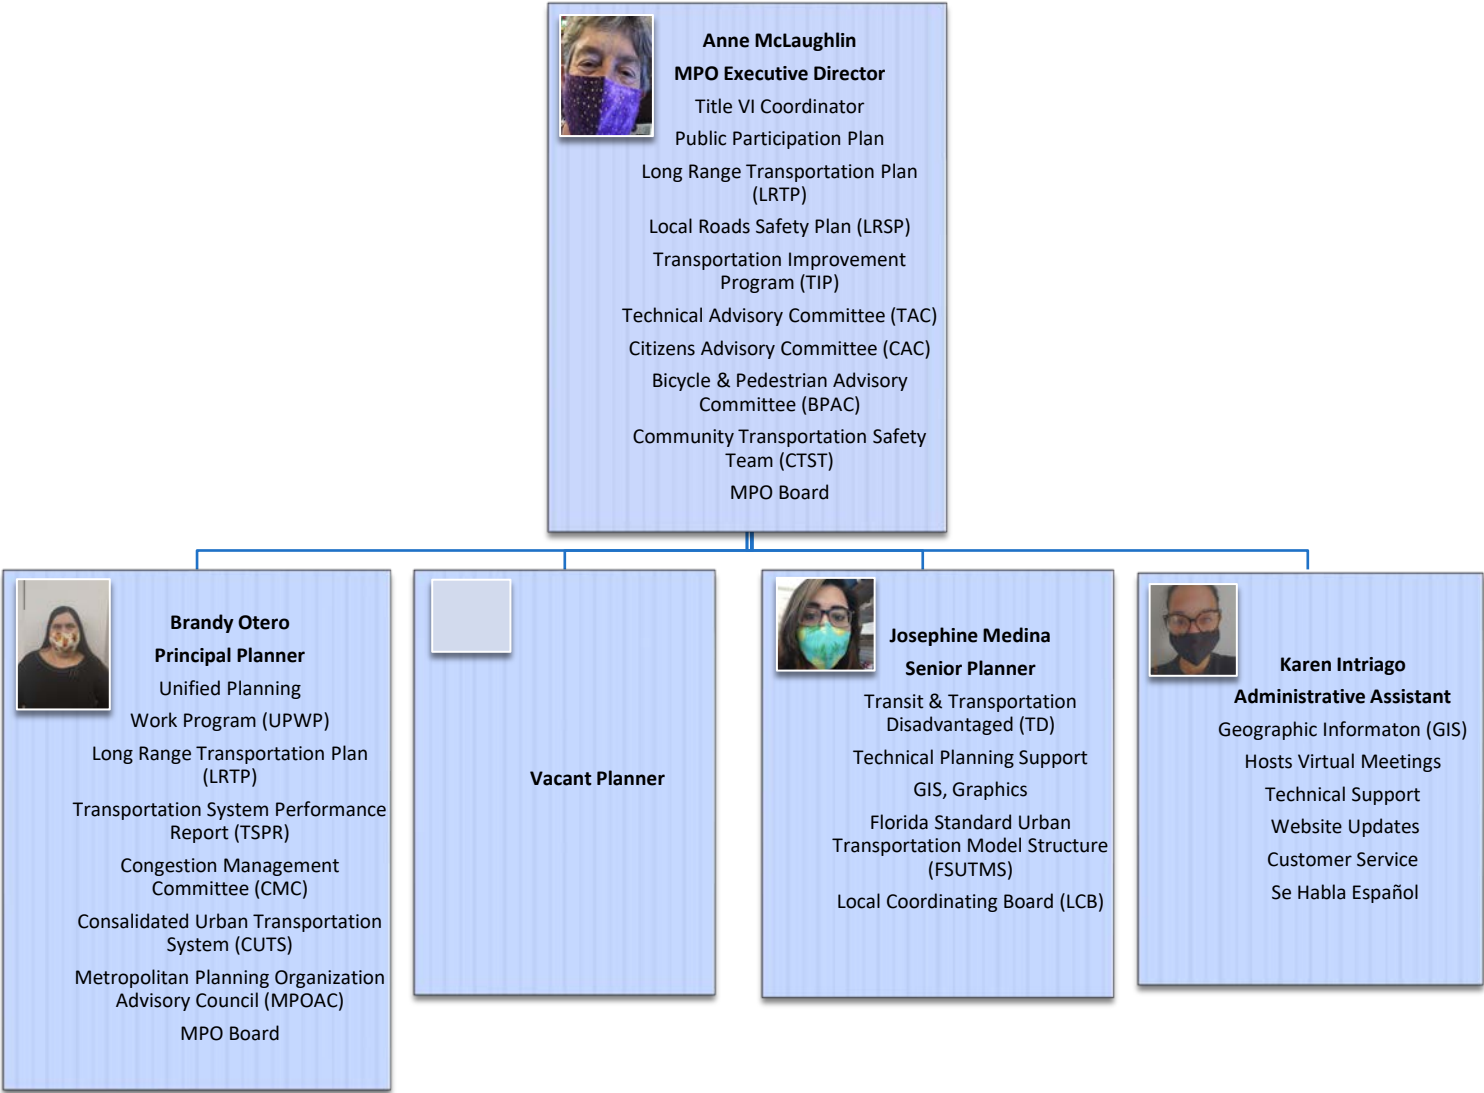 Anne McLaughlin
MPO Executive Director
Title VI Coordinator
Public Participation Plan
Long Range Transportation Plan
(LRTP)
Local Roads Safety Plan (LRSP)
Transportation Improvement
Program (TIP)
Technical Advisory Committee (TAC)
Citizens Advisory Committee (CAC)
Bicycle & Pedestrian Advisory
Committee (BPAC)
Community Transportation Safety
Team (CTST)
MPO Board
Brandy Otero
Principal Planner
Unified Planning
Work Program (UPWP)
Long Range Transportation Plan
(LRTP)
Transportation System Performance
Report (TSPR)
Congestion Management
Committee (CMC)
Consalidated Urban Transportation
System (CUTS)
Metropolitan Planning Organization
Advisory Council (MPOAC)
MPO Board
Vacant Planner
Josephine Medina
Senior Planner
Transit & Transportation
Disadvantaged (TD)
Technical Planning Support
GIS, Graphics
Florida Standard Urban
Transportation Model Structure
(FSUTMS)
Local Coordinating Board (LCB)
Karen Intriago
Administrative Assistant
Geographic Informaton (GIS)
Hosts Virtual Meetings
Technical Support
Website Updates
Customer Service
Se Habla Español